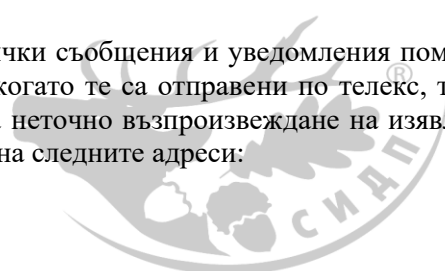 чки съобщения и уведомления пом
когато те са отправени по телекс, т
неточно възпроизвеждане на изявл
на следните адреси:
®
СИДП